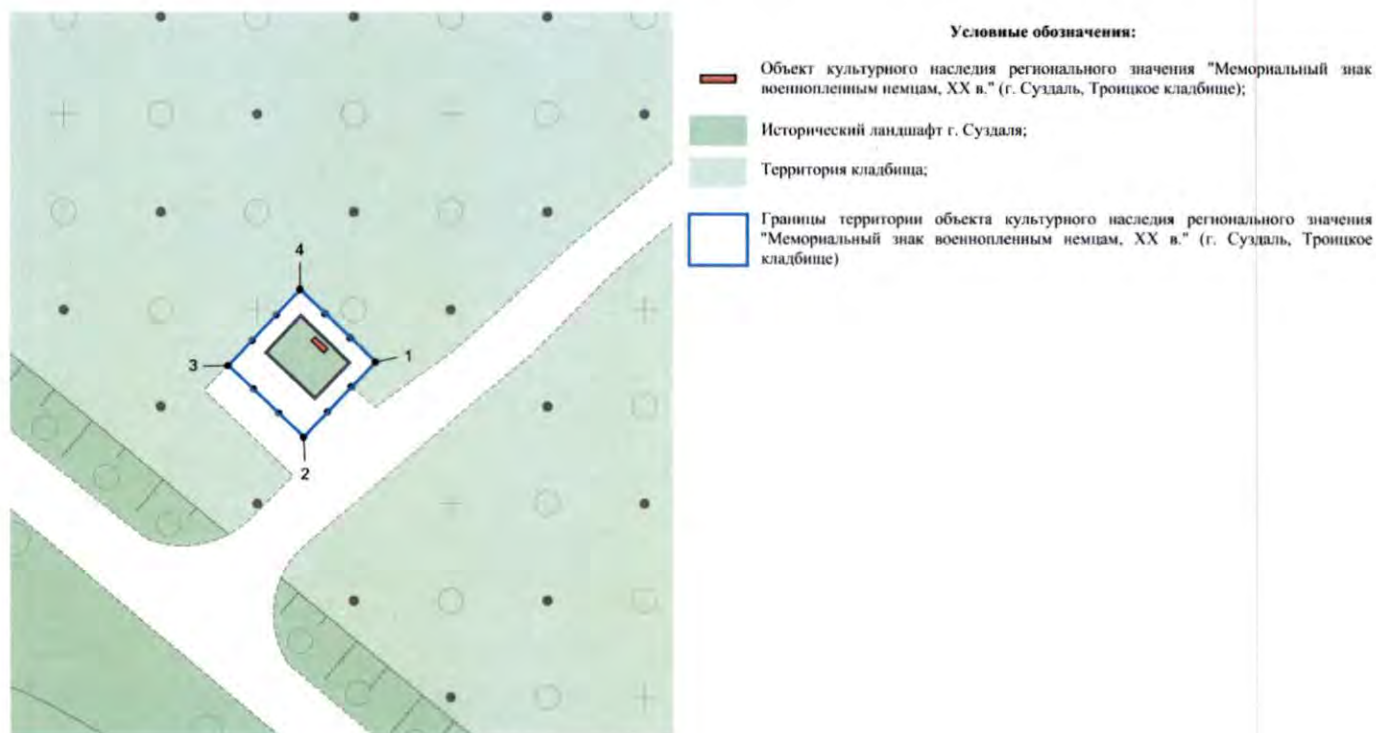 Условные обозначения:
Объект культурного наследия регионального значения "Мемориальный знак
военнопленным немцам, XX в." (г. Суздаль, Троицкое кладбище);
Исторический ландшафт г. Суздаля;
Территория кладбища;
Границы территории объекта культурного наследия регионального значения
"Мемориальный знак военнопленным немцам, XX в." (г. Суздаль, Троицкое
кладбище)
4
1
3
2